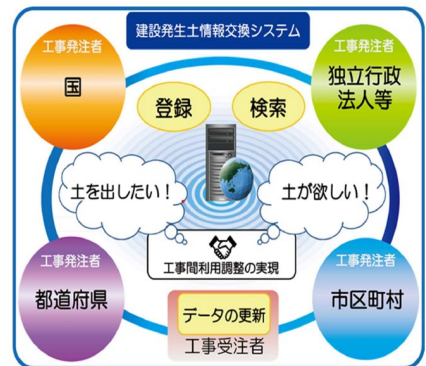 建設発生土情報交換システム
工事発注者
国
工事発注者
独立行政
法人等
登録
検索
土を出したい！
土が欲しい！
工事間利用調整の実現
工事発注者
都道府県
工事発注者
市区町村
データの更新
工事受注者